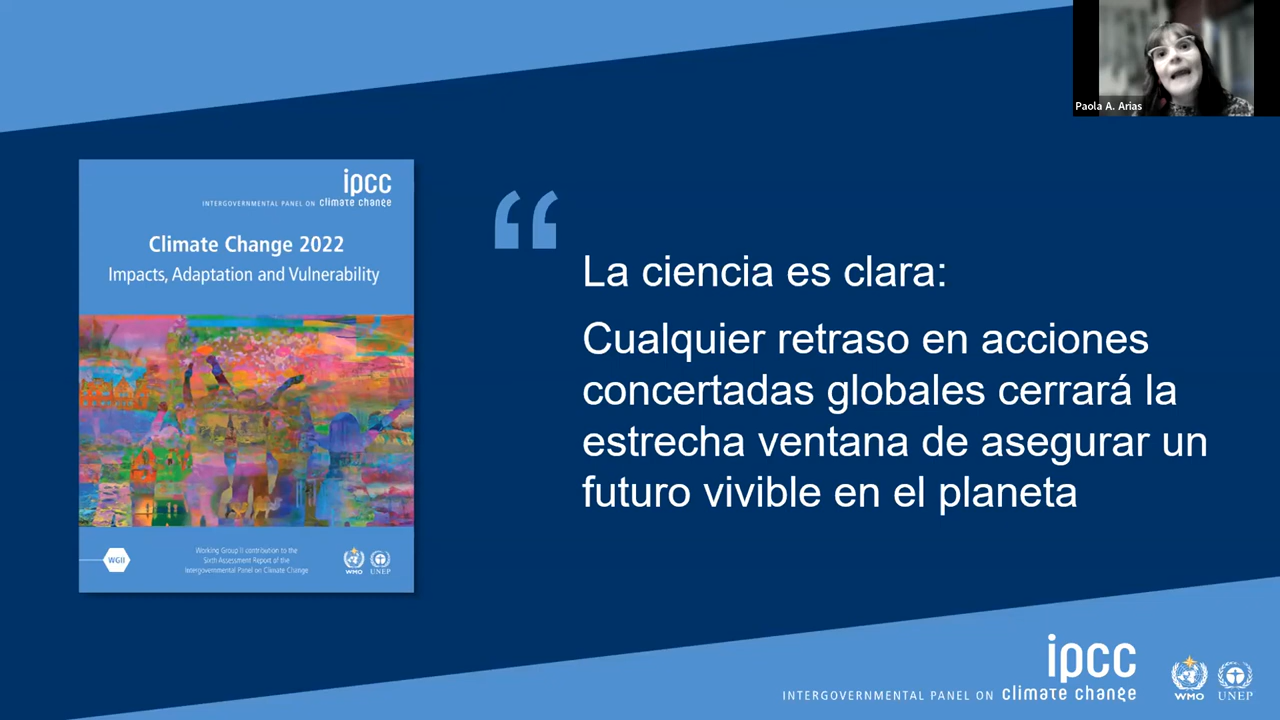 Paola A. Arias
ipcc
INTERGOVERNMENTAL PANEL ON climate change
Climate Change 2022
Impacts, Adaptation and Vulnerability
WGII
Working Group II contribution to the
Sixth Assessment Report of the
Intergovernmental Panel on Climate Change
WMO
UNEP
“
La ciencia es clara:
Cualquier retraso en acciones
concertadas globales cerrará la
estrecha ventana de asegurar un
futuro vivible en el planeta
ipcc
INTERGOVERNMENTAL PANEL ON climate change
WMO
UNEP